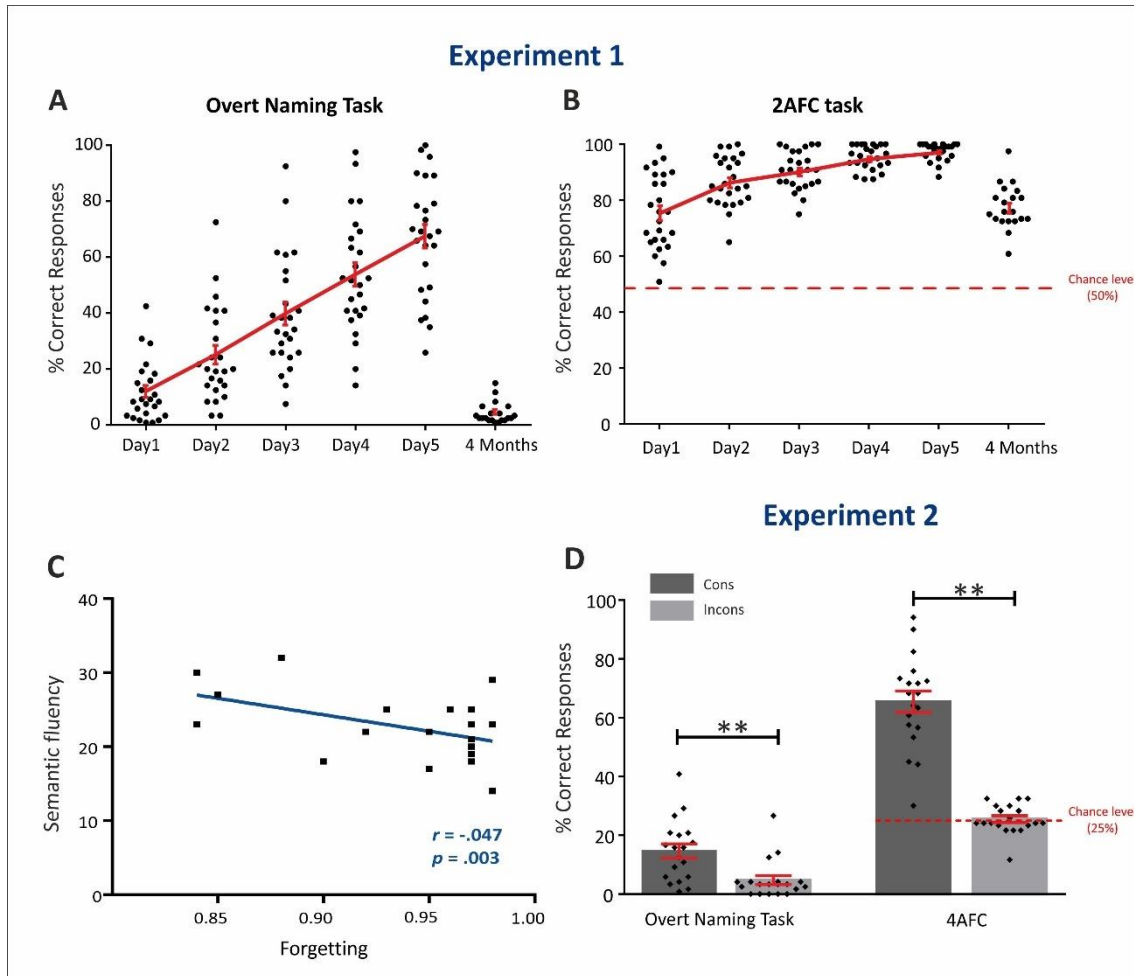 Experiment 1
A
Overt Naming Task
% Correct Responses
100
80
60
40
20
0
Day1 Day2 Day3 Day4 Day5 4 Months
B
2AFC task
% Correct Responses
100
80
60
40
20
0
Chance level
(50%)
Day1 Day2 Day3 Day4 Day5 4 Months
Experiment 2
C
Semantic fluency
40
30
20
10
0
r = -.047
p = .003
0.85 0.90 0.95 1.00
Forgetting
D
Cons
Incons
% Correct Responses
100
80
60
40
20
0
**
**
Chance level
(25%)
Overt Naming Task 4AFC